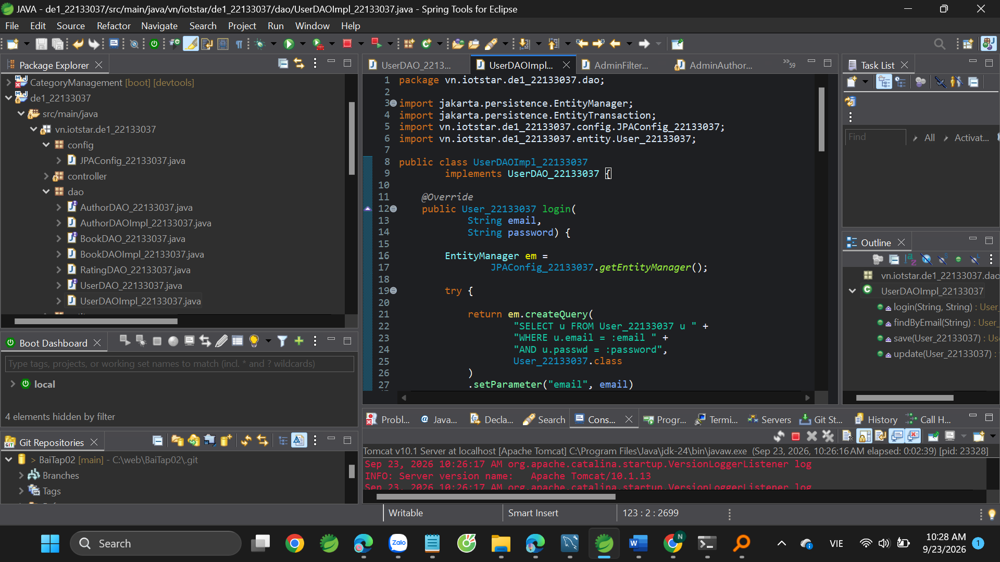 JAVA - de1_22133037/src/main/java/vn/iotstar/de1_22133037/dao/UserDAOImpl_22133037.java - Spring Tools for Eclipse
File Edit Source Refactor Navigate Search Project Run Window Help
Package Explorer
CategoryManagement [boot] [devtools]
de1_22133037
src/main/java
vn.iotstar.de1_22133037
config
JPAConfig_22133037.java
controller
dao
AuthorDAO_22133037.java
AuthorDAOImpl_22133037.java
BookDAO_22133037.java
BookDAOImpl_22133037.java
RatingDAO_22133037.java
UserDAO_22133037.java
UserDAOImpl_22133037.java
Boot Dashboard
Type tags, projects, or working set names to match (incl. * and ? wildcards)
local
4 elements hidden by filter
Git Repositories
> BaiTap02 [main] - C:\web\BaiTap02\.git
Branches
Tags
UserDAO_2213... UserDAOImpl... AdminFilter... AdminAuthor... »59
1 package vn.iotstar.de1_22133037.dao;
2
3 import jakarta.persistence.EntityManager;
4 import jakarta.persistence.EntityTransaction;
5 import vn.iotstar.de1_22133037.config.JPAConfig_22133037;
6 import vn.iotstar.de1_22133037.entity.User_22133037;
7
8 public class UserDAOImpl_22133037
9 implements UserDAO_22133037 {
10
11 @Override
12 public User_22133037 login(
13 String email,
14 String password) {
15
16 EntityManager em =
17 JPAConfig_22133037.getEntityManager();
18
19 try {
20
21 return em.createQuery(
22 "SELECT u FROM User_22133037 u " +
23 "WHERE u.email = :email " +
24 "AND u.passwd = :password",
25 User_22133037.class
26 )
27 .setParameter("email", email)
Task List
Find All Activat...
Outline
vn.iotstar.de1_22133037.dao
UserDAOImpl_22133037
login(String, String) : User_
findByEmail(String) : User_
save(User_22133037) : Us
update(User_22133037) :
Probl... Java... Decla... Search Cons... Progr... Termi... Servers Git St... History Call H...
Tomcat v10.1 Server at localhost [Apache Tomcat] C:\Program Files\Java\jdk-24\bin\javaw.exe (Sep 23, 2026, 10:26:16 AM elapsed: 0:02:39) [pid: 23328]
Sep 23, 2026 10:26:17 AM org.apache.catalina.startup.VersionLoggerListener log
INFO: Server version name: Apache Tomcat/10.1.13
Sep 23, 2026 10:26:17 AM org.apache.catalina.startup.VersionLoggerListener log
Writable Smart Insert 123 : 2 : 2699
Search
Zalo
N
VIE
10:28 AM
9/23/2026
1